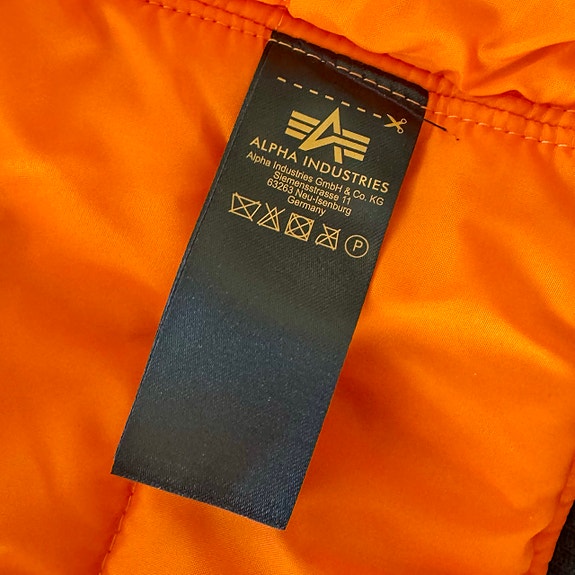 ALPHA INDUSTRIES
Alpha Industries GmbH & Co. KG
Siemensstrasse 11
63263 Neu-Isenburg
Germany
P